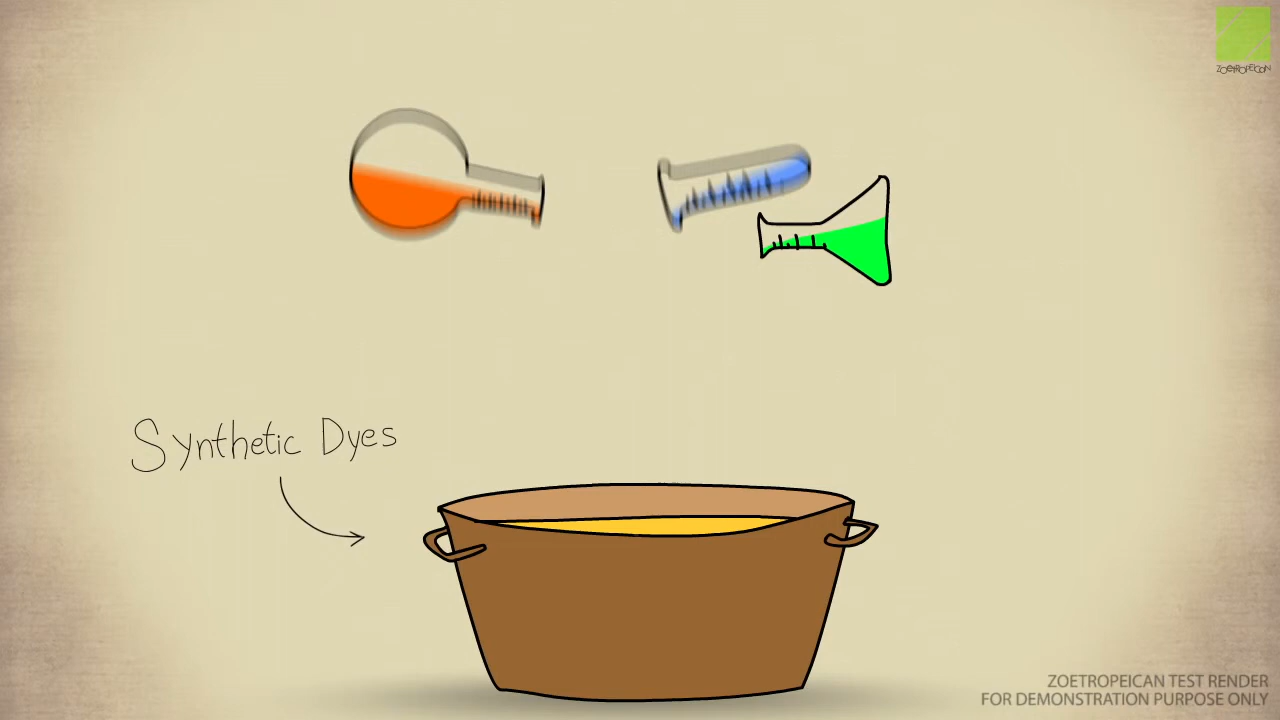 ZOETROPEICAN
Synthetic Dyes
ZOETROPEICAN TEST RENDER
FOR DEMONSTRATION PURPOSE ONLY